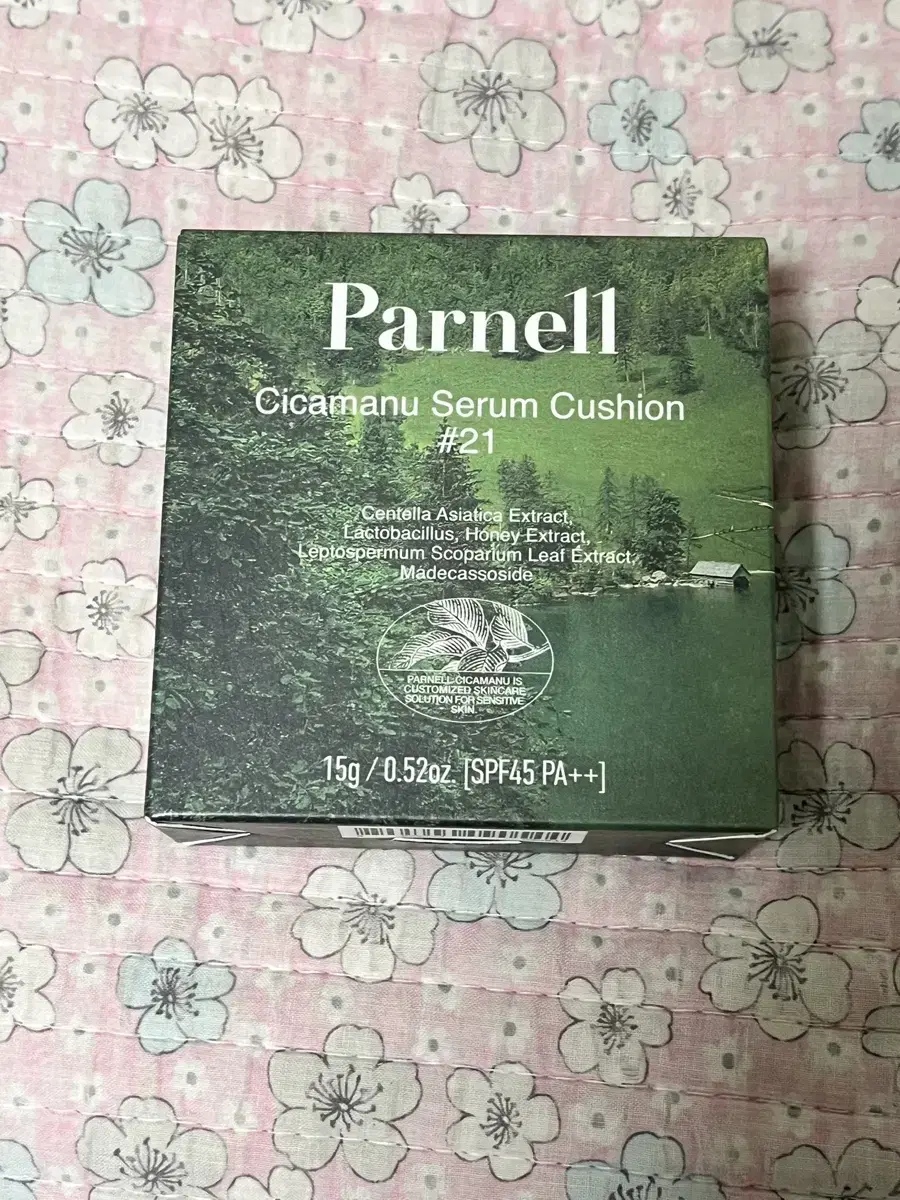 Parnell
Cicamanu Serum Cushion
#21
Centella Asiatica Extract,
Lactobacillus, Honey Extract,
Leptospermum Scoparium Leaf Extract,
Madecassoside
PARNELL CICAMANU IS
CUSTOMIZED SKINCARE
SOLUTION FOR SENSITIVE
SKIN.
15g / 0.52oz. [SPF45 PA++]